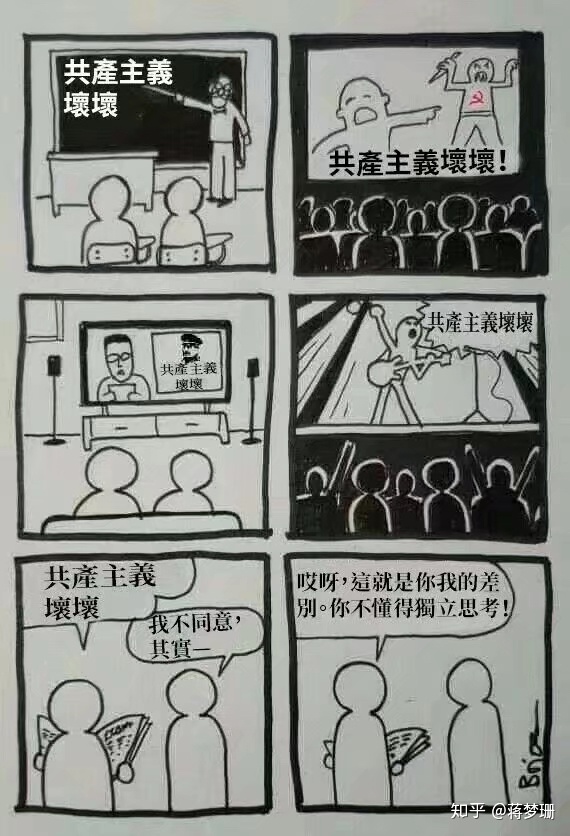 共產主義
壞壞
共產主義壞壞！
共產主義
壞壞
共產主義壞壞
共產主義
壞壞
我不同意，
其實—
哎呀，這就是你我的差
別。你不懂得獨立思考！
知乎 @蒋梦珊